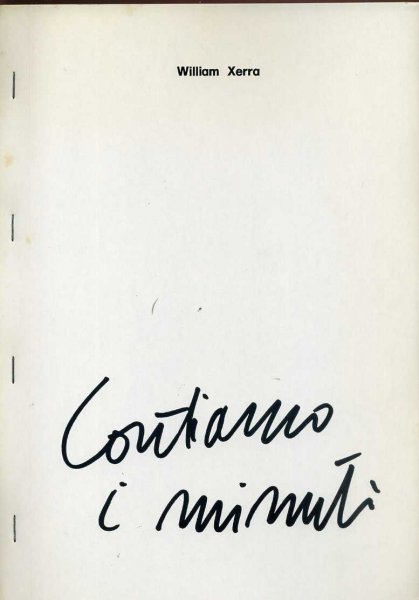 William Xerra
Contiamo
i minuti